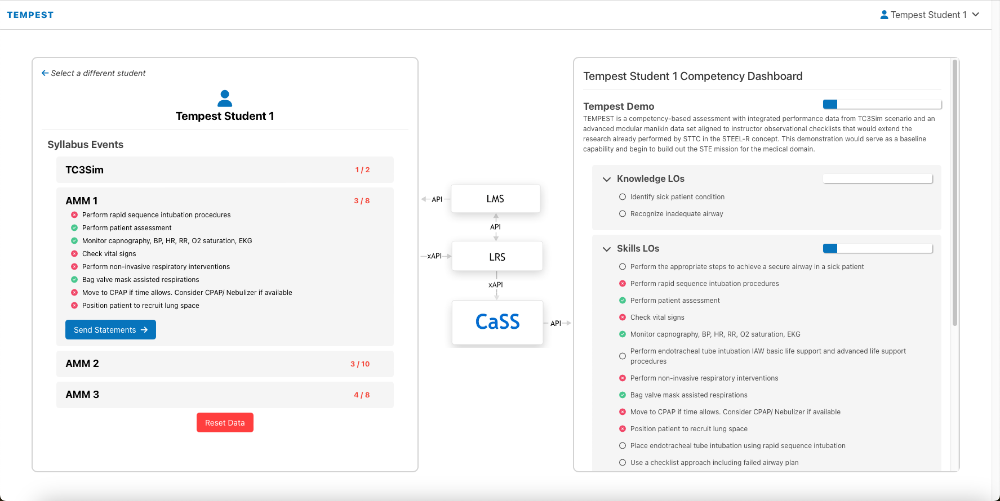 TEMPEST
Tempest Student 1
Select a different student
Tempest Student 1
Syllabus Events
TC3Sim 1 / 2
AMM 1 3 / 8
Perform rapid sequence intubation procedures
Perform patient assessment
Monitor capnography, BP, HR, RR, O2 saturation, EKG
Check vital signs
Perform non-invasive respiratory interventions
Bag valve mask assisted respirations
Move to CPAP if time allows. Consider CPAP/ Nebulizer if available
Position patient to recruit lung space
Send Statements
AMM 2 3 / 10
AMM 3 4 / 8
Reset Data
API
LMS
API
xAPI
LRS
xAPI
CaSS
API
Tempest Student 1 Competency Dashboard
Tempest Demo
TEMPEST is a competency-based assessment with integrated performance data from TC3Sim scenario and an
advanced modular manikin data set aligned to instructor observational checklists that would extend the
research already performed by STTC in the STEEL-R concept. This demonstration would serve as a baseline
capability and begin to build out the STE mission for the medical domain.
Knowledge LOs
Identify sick patient condition
Recognize inadequate airway
Skills LOs
Perform the appropriate steps to achieve a secure airway in a sick patient
Perform rapid sequence intubation procedures
Perform patient assessment
Check vital signs
Monitor capnography, BP, HR, RR, O2 saturation, EKG
Perform endotracheal tube intubation IAW basic life support and advanced life support
procedures
Perform non-invasive respiratory interventions
Bag valve mask assisted respirations
Move to CPAP if time allows. Consider CPAP/ Nebulizer if available
Position patient to recruit lung space
Place endotracheal tube intubation using rapid sequence intubation
Use a checklist approach including failed airway plan